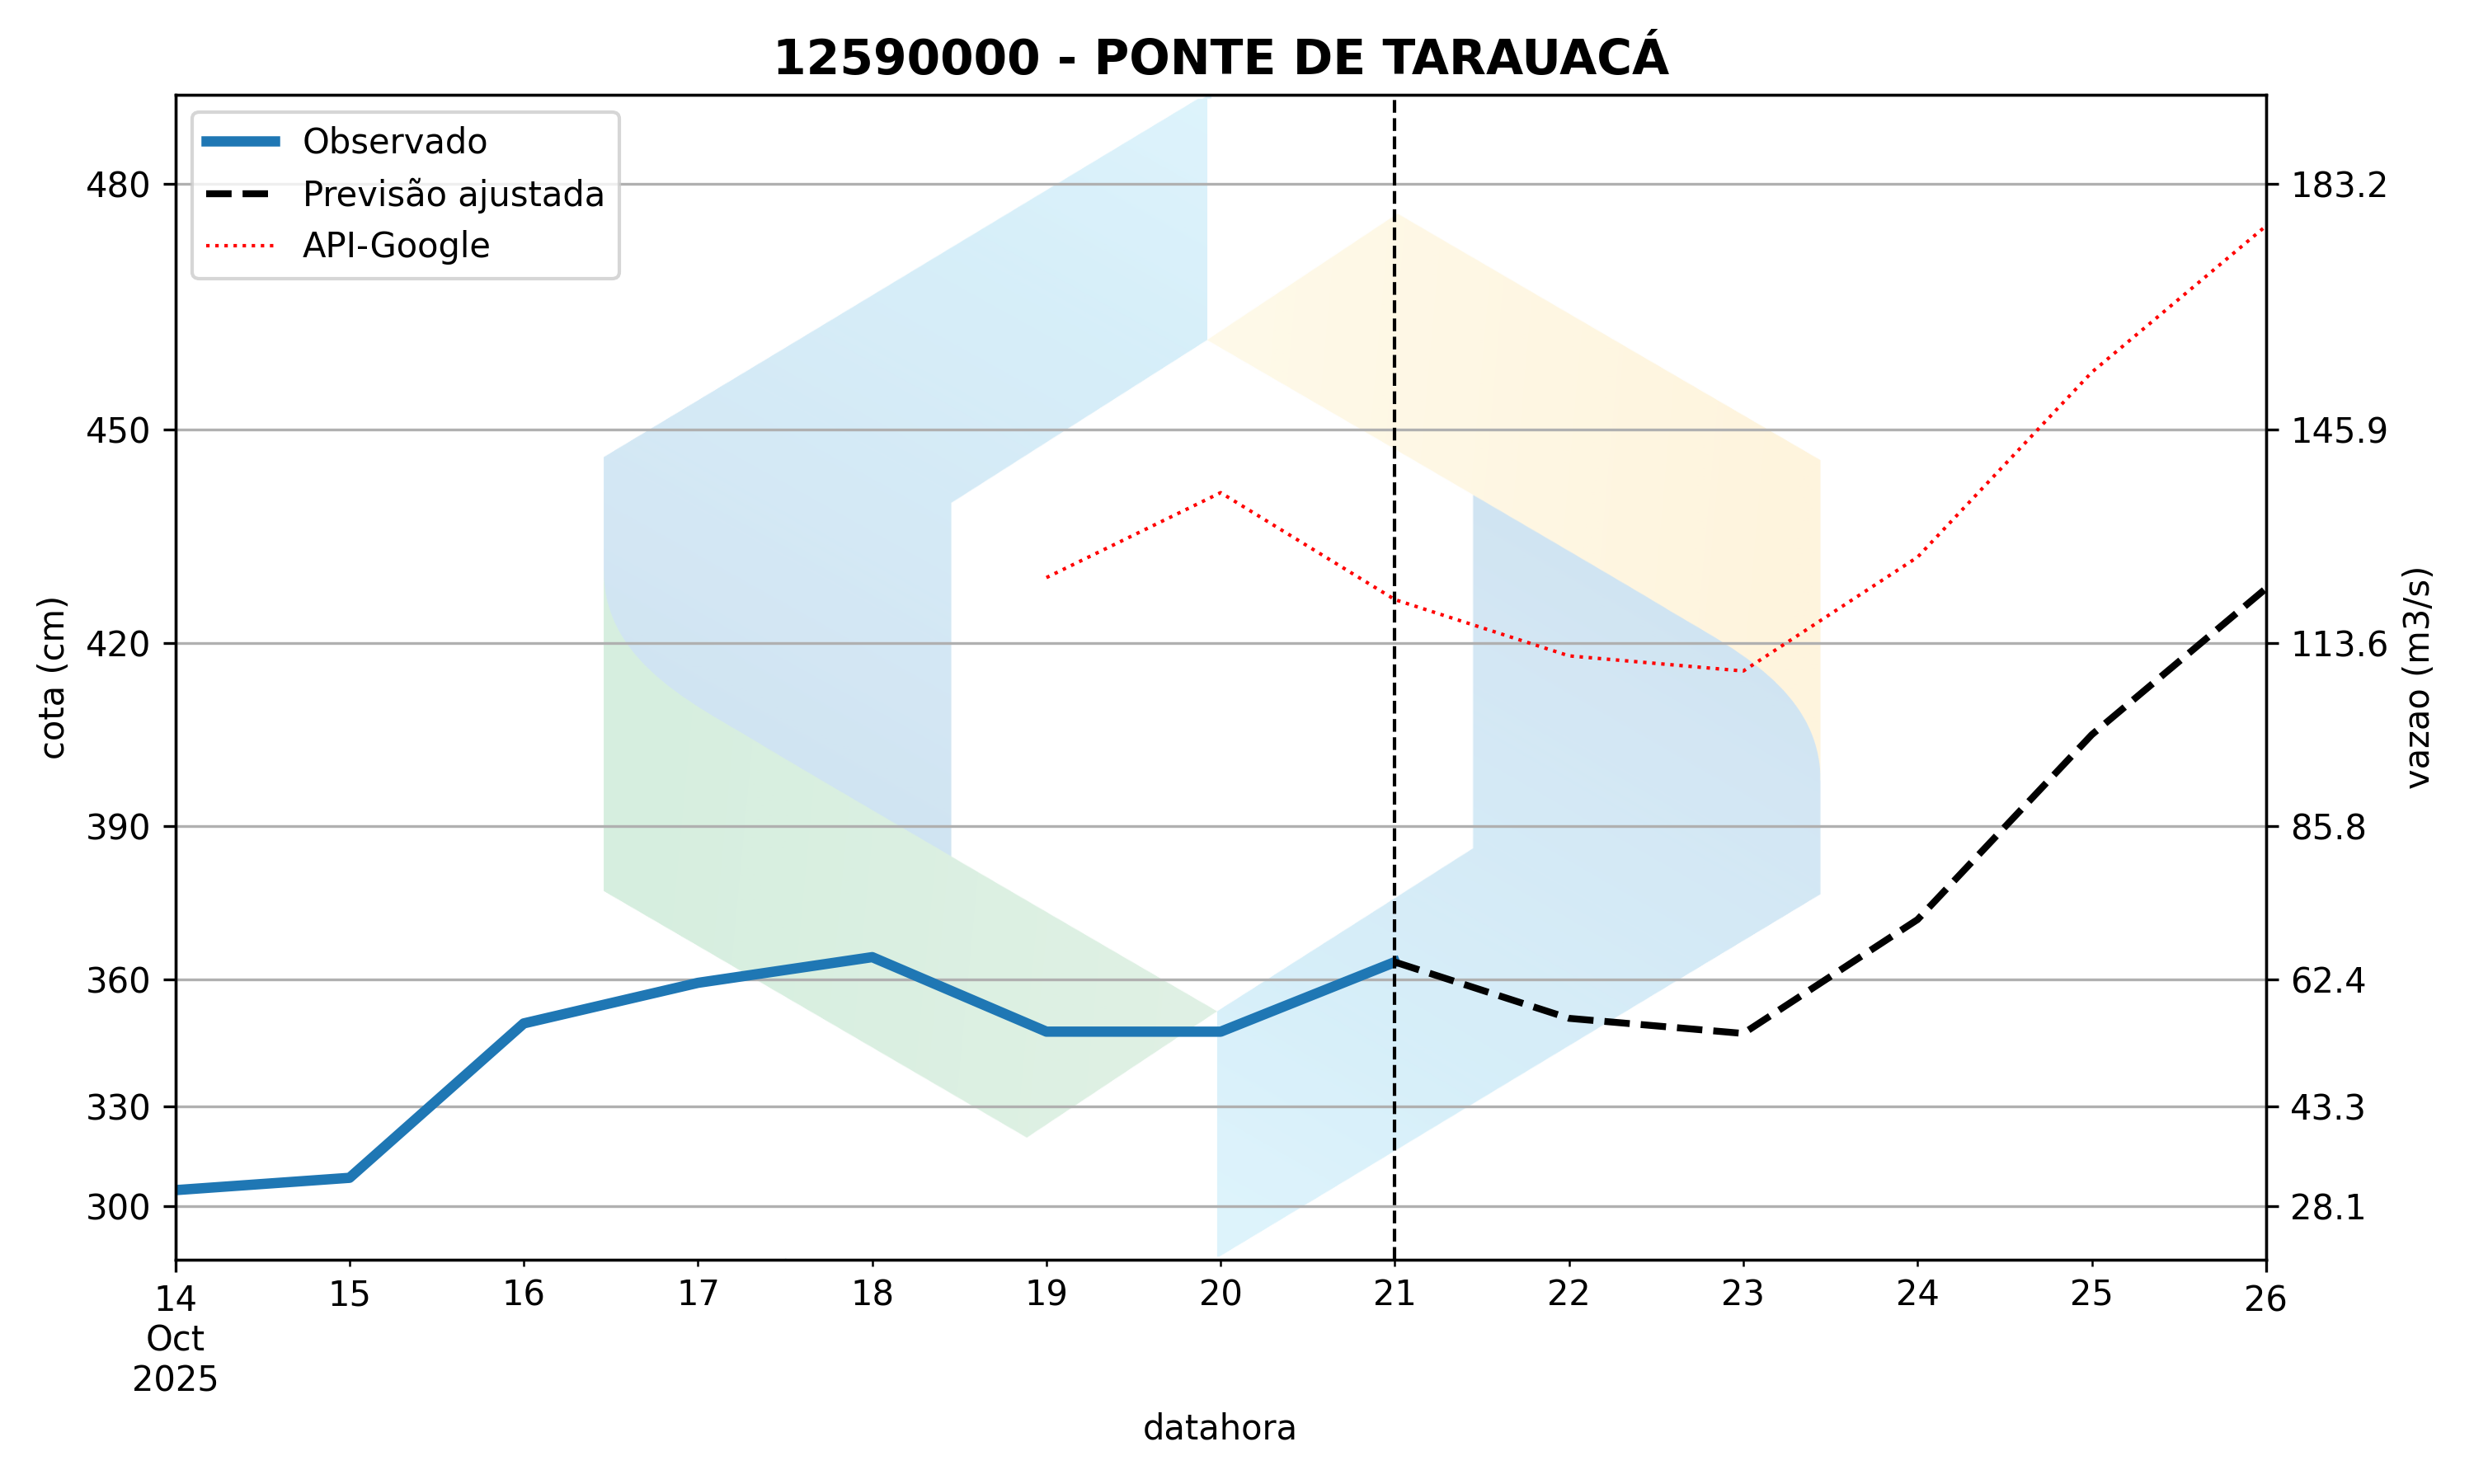 12590000 - PONTE DE TARAUACÁ
Observado
Previsão ajustada
API-Google
480
450
420
390
360
330
300
cota (cm)
183.2
145.9
113.6
85.8
62.4
43.3
28.1
vazao (m3/s)
14 15 16 17 18 19 20 21 22 23 24 25 26
Oct
2025
datahora